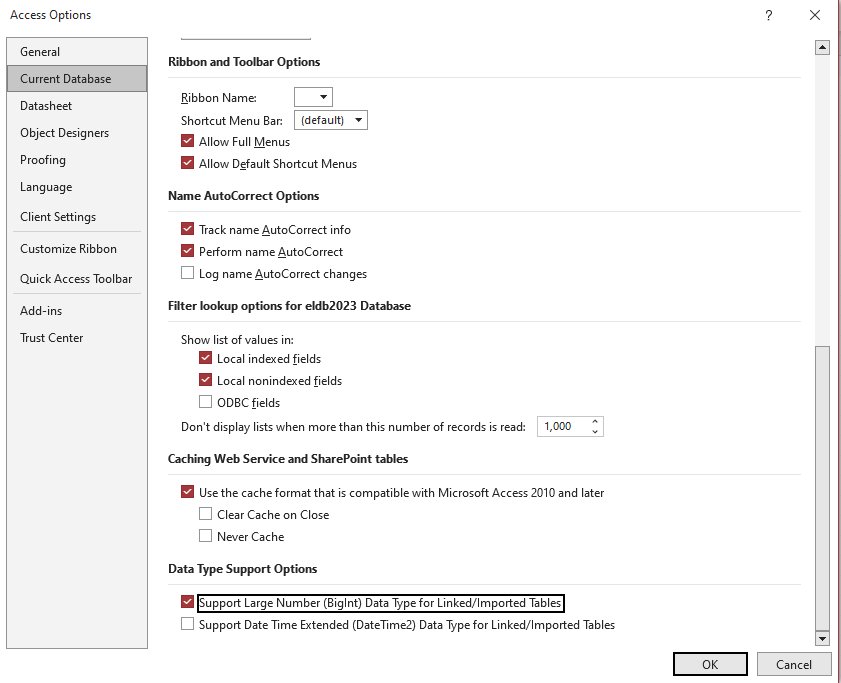 Access Options
?
General
Current Database
Datasheet
Object Designers
Proofing
Language
Client Settings
Customize Ribbon
Quick Access Toolbar
Add-ins
Trust Center
Ribbon and Toolbar Options
Ribbon Name:
Shortcut Menu Bar: (default)
Allow Full Menus
Allow Default Shortcut Menus
Name AutoCorrect Options
Track name AutoCorrect info
Perform name AutoCorrect
Log name AutoCorrect changes
Filter lookup options for eldb2023 Database
Show list of values in:
Local indexed fields
Local nonindexed fields
ODBC fields
Don't display lists when more than this number of records is read: 1,000
Caching Web Service and SharePoint tables
Use the cache format that is compatible with Microsoft Access 2010 and later
Clear Cache on Close
Never Cache
Data Type Support Options
Support Large Number (BigInt) Data Type for Linked/Imported Tables
Support Date Time Extended (DateTime2) Data Type for Linked/Imported Tables
OK Cancel